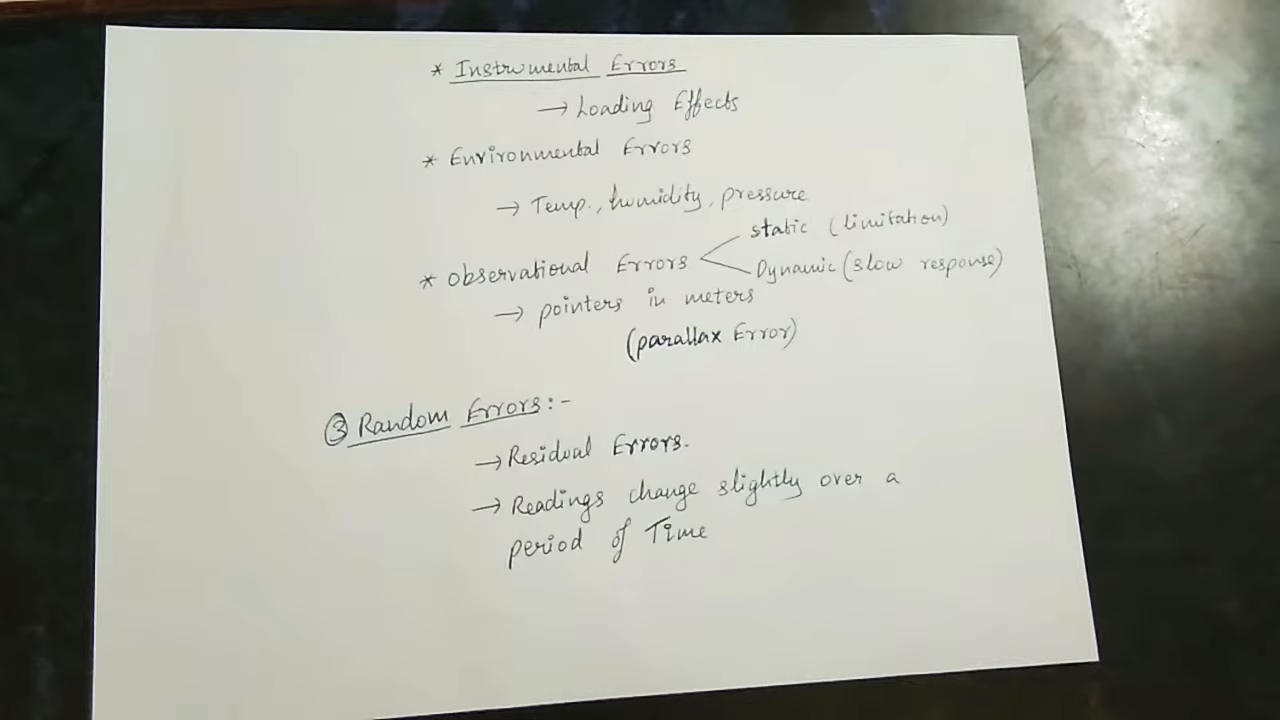 * Instrumental Errors
→ Loading Effects
* Environmental Errors
→ Temp., humidity, pressure
* Observational Errors < static (limitation)
Dynamic (slow response)
→ pointers in meters
(parallax Error)
③ Random Errors:-
→ Residual Errors.
→ Readings change slightly over a
period of Time